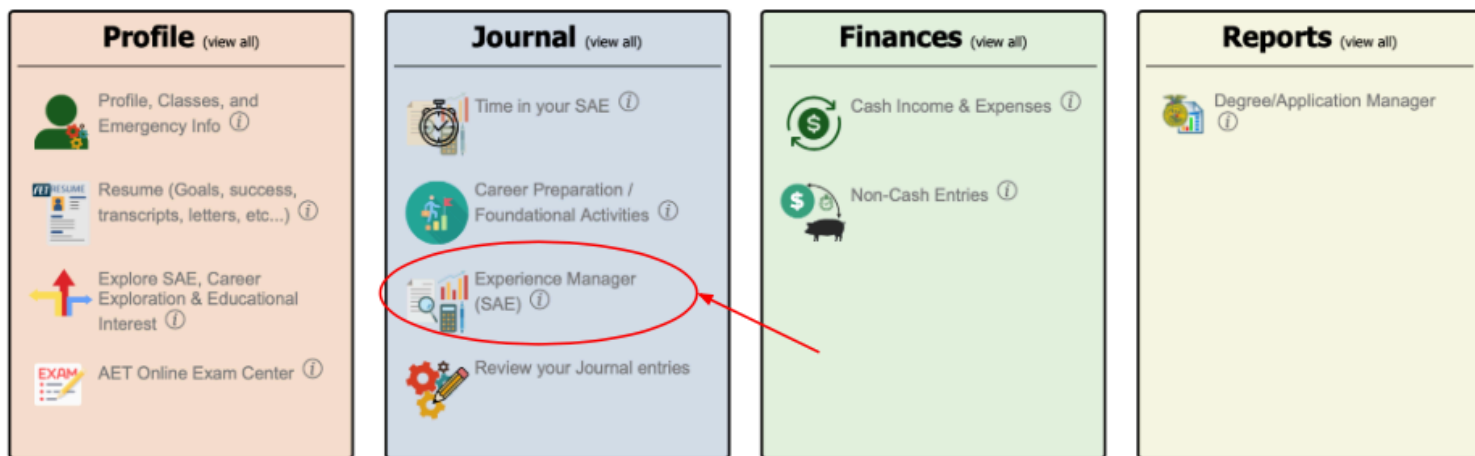 Profile (view all)
Profile, Classes, and
Emergency Info
Resume (Goals, success,
transcripts, letters, etc...)
Explore SAE, Career
Exploration & Educational
Interest
AET Online Exam Center
Journal (view all)
Time in your SAE
Career Preparation /
Foundational Activities
Experience Manager
(SAE)
Review your Journal entries
Finances (view all)
Cash Income & Expenses
Non-Cash Entries
Reports (view all)
Degree/Application Manager
RESUME
EXAM